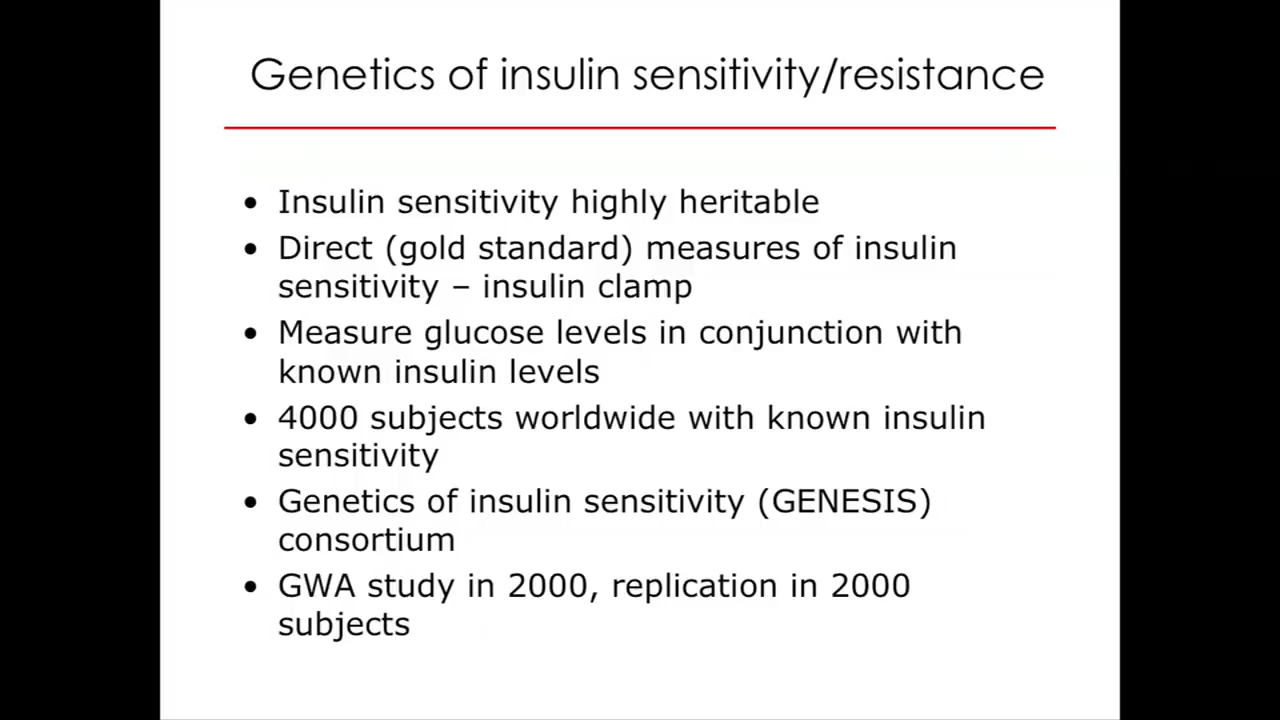 Genetics of insulin sensitivity/resistance
• Insulin sensitivity highly heritable
• Direct (gold standard) measures of insulin
sensitivity – insulin clamp
• Measure glucose levels in conjunction with
known insulin levels
• 4000 subjects worldwide with known insulin
sensitivity
• Genetics of insulin sensitivity (GENESIS)
consortium
• GWA study in 2000, replication in 2000
subjects